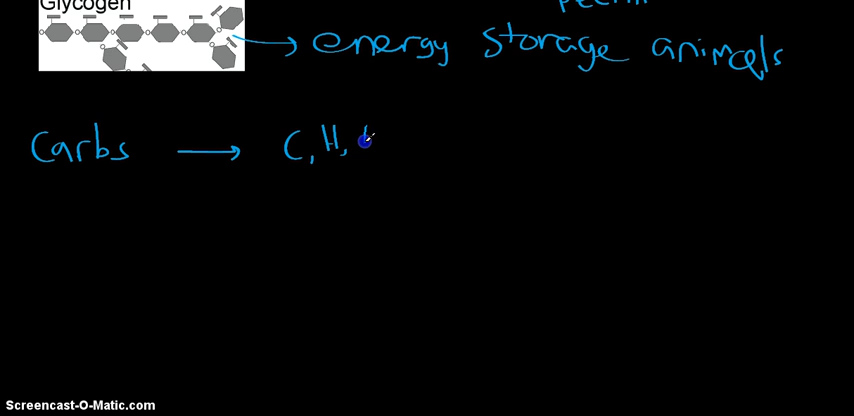 Glycogen
energy storage animals
Carbs → C, H,
Screencast-O-Matic.com